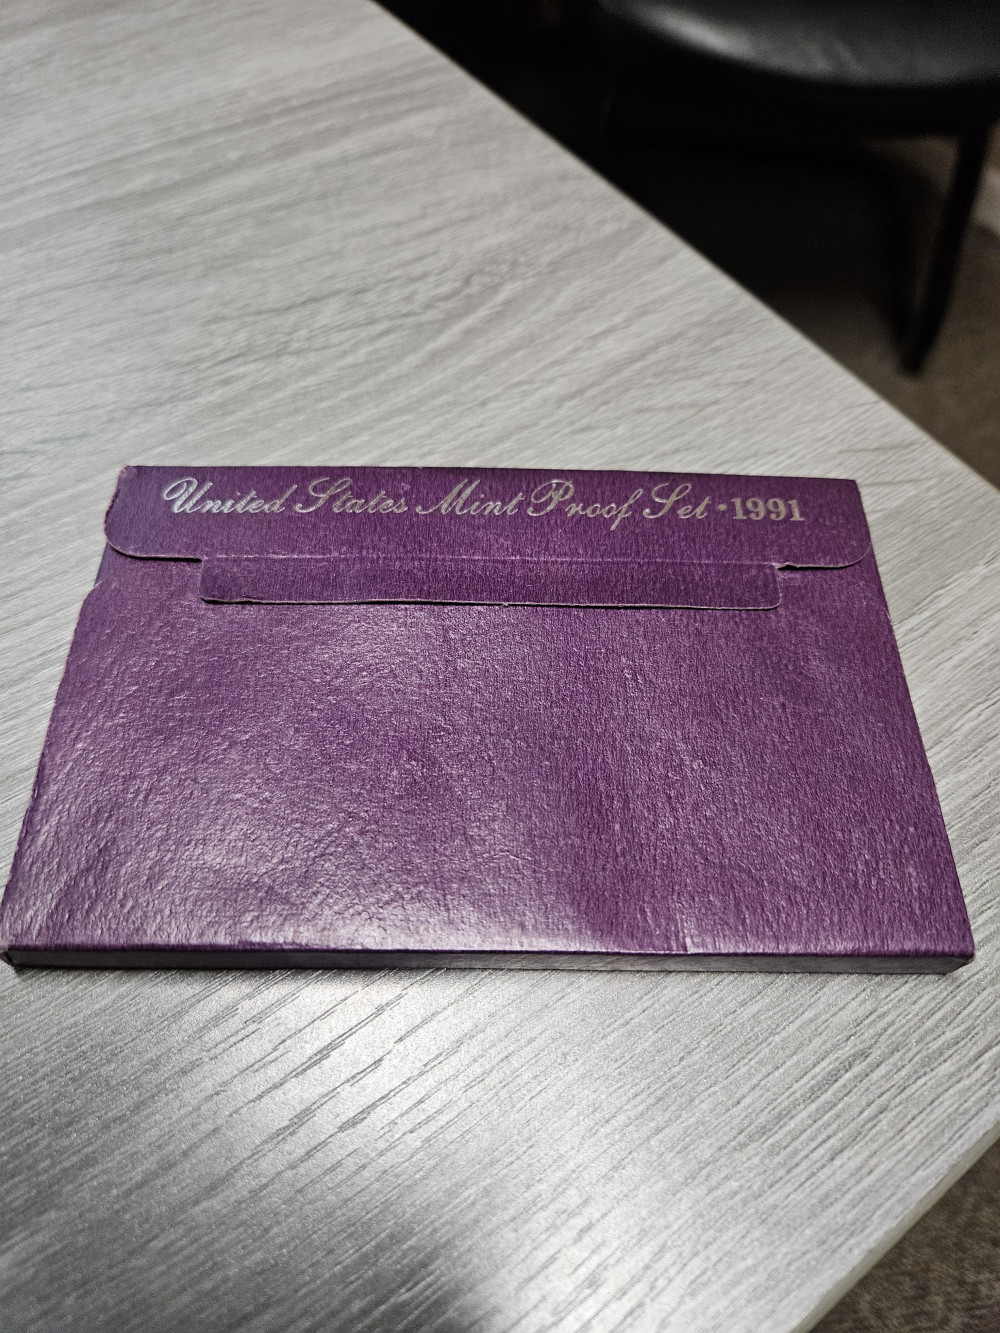 United States Mint Proof Set • 1991